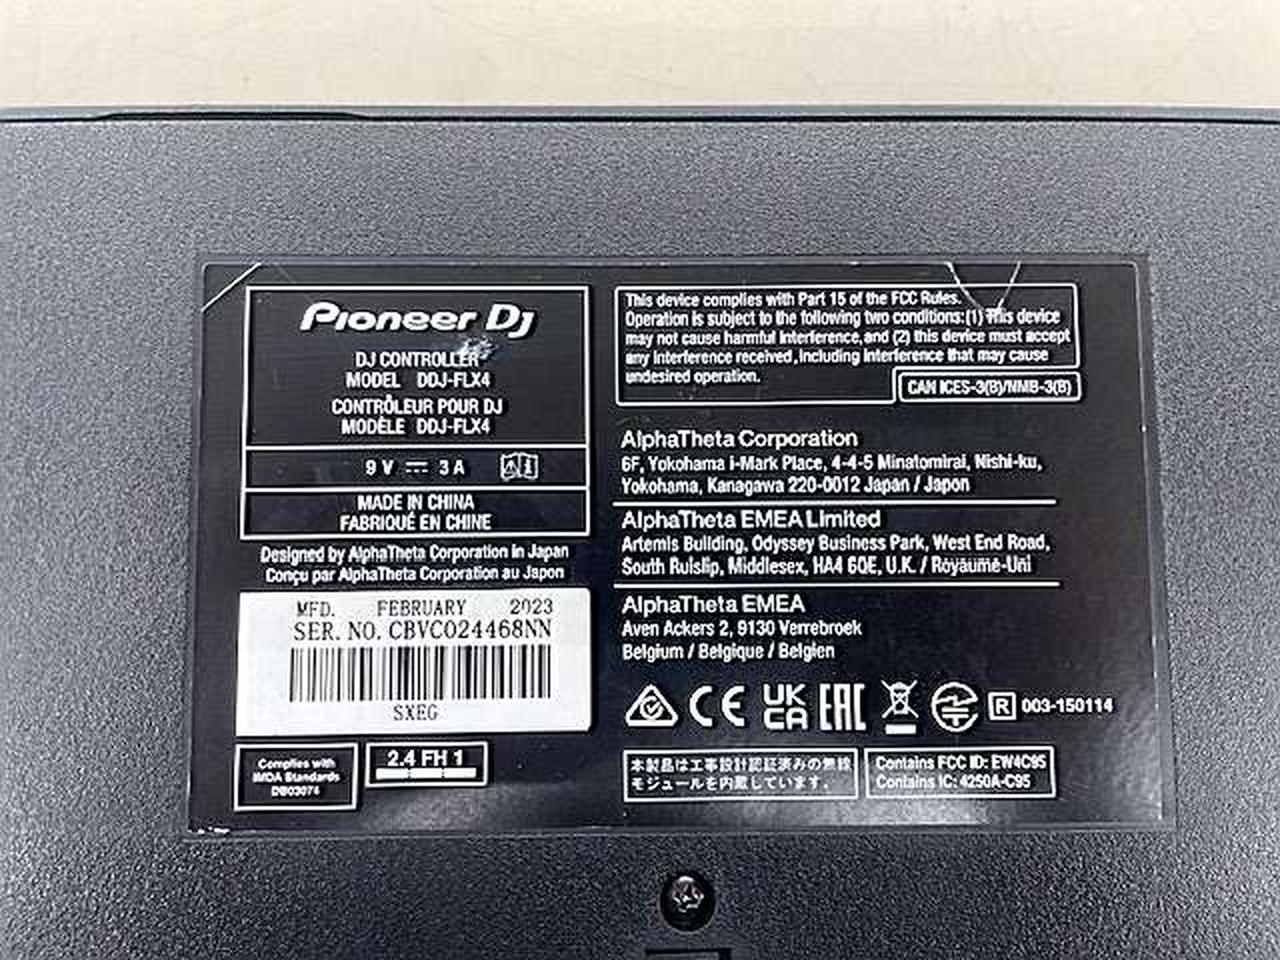 Pioneer Dj
DJ CONTROLLER
MODEL DDJ-FLX4
CONTRÔLEUR POUR DJ
MODÈLE DDJ-FLX4
9 V 3 A
MADE IN CHINA
FABRIQUÉ EN CHINE
Designed by AlphaTheta Corporation in Japan
Conçu par AlphaTheta Corporation au Japon
MFD. FEBRUARY 2023
SER. NO. CBVC024468NN
SXEG
Complies with
IMDA Standards
DB03074
2.4 FH 1
This device complies with Part 15 of the FCC Rules.
Operation is subject to the following two conditions: (1) This device
may not cause harmful interference, and (2) this device must accept
any interference received, including interference that may cause
undesired operation.
CAN ICES-3(B)/NMB-3(B)
AlphaTheta Corporation
6F, Yokohama i-Mark Place, 4-4-5 Minatomirai, Nishi-ku,
Yokohama, Kanagawa 220-0012 Japan / Japon
AlphaTheta EMEA Limited
Artemis Building, Odyssey Business Park, West End Road,
South Ruislip, Middlesex, HA4 6QE, U.K. / Royaume-Uni
AlphaTheta EMEA
Aven Ackers 2, 9130 Verrebroek
Belgium / Belgique / Belgien
CE UK CA EAC R 003-150114
本製品は工事設計認証済みの無線
モジュールを内蔵しています。
Contains FCC ID: EW4C95
Contains IC: 4250A-C95